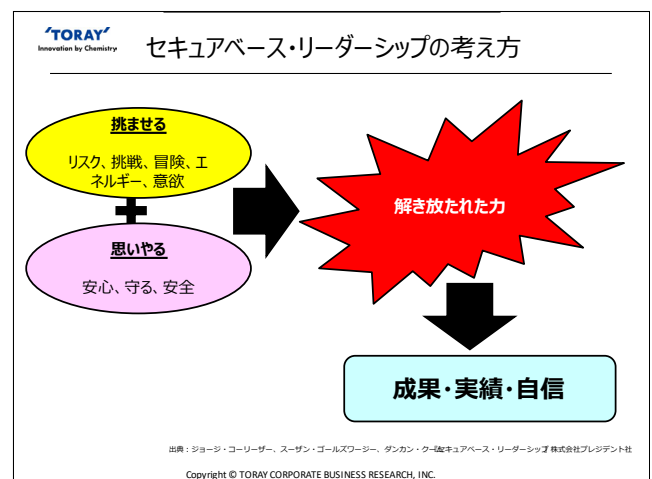 'TORAY'
Innovation by Chemistry
セキュアベース・リーダーシップの考え方
挑ませる
リスク、挑戦、冒険、エ
ネルギー、意欲
思いやる
安心、守る、安全
解き放たれた力
成果・実績・自信
出典：ジョージ・コーリーザー、スーザン・ゴールズワージー、ダンカン・クーム『セキュアベース・リーダーシップ』株式会社プレジデント社
Copyright © TORAY CORPORATE BUSINESS RESEARCH, INC.